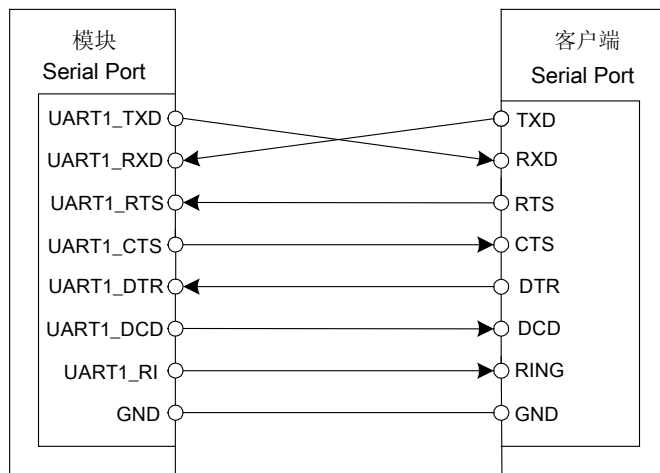 模块
Serial Port
UART1_TXD
UART1_RXD
UART1_RTS
UART1_CTS
UART1_DTR
UART1_DCD
UART1_RI
GND
客户端
Serial Port
TXD
RXD
RTS
CTS
DTR
DCD
RING
GND